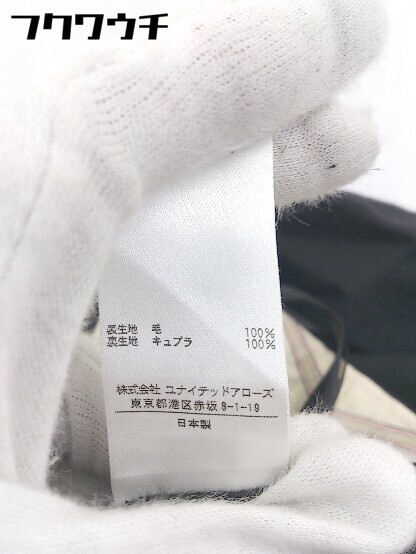 フクワウチ
表生地 毛 100%
裏生地 キュプラ 100%
株式会社 ユナイテッドアローズ
東京都港区赤坂 8-1-19
日本製